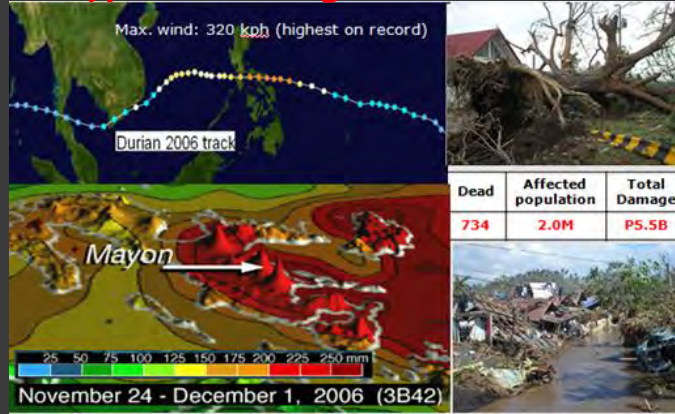 Max. wind: 320 kph (highest on record)
Durian 2006 track
Dead
Affected population
Total Damage
734
2.0M
P5.5B
Mayon
25 50 75 100 125 150 175 200 225 250 mm
November 24 - December 1, 2006 (3B42)